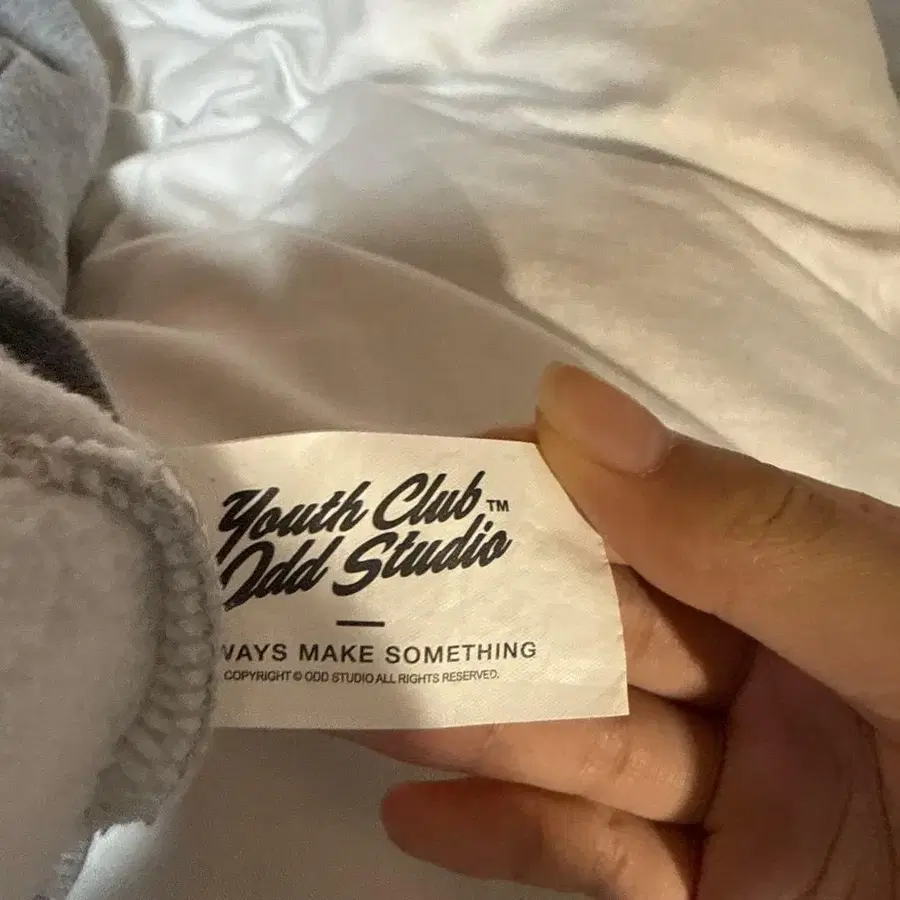 Youth Club™
Odd Studio
WAYS MAKE SOMETHING
COPYRIGHT © ODD STUDIO ALL RIGHTS RESERVED.